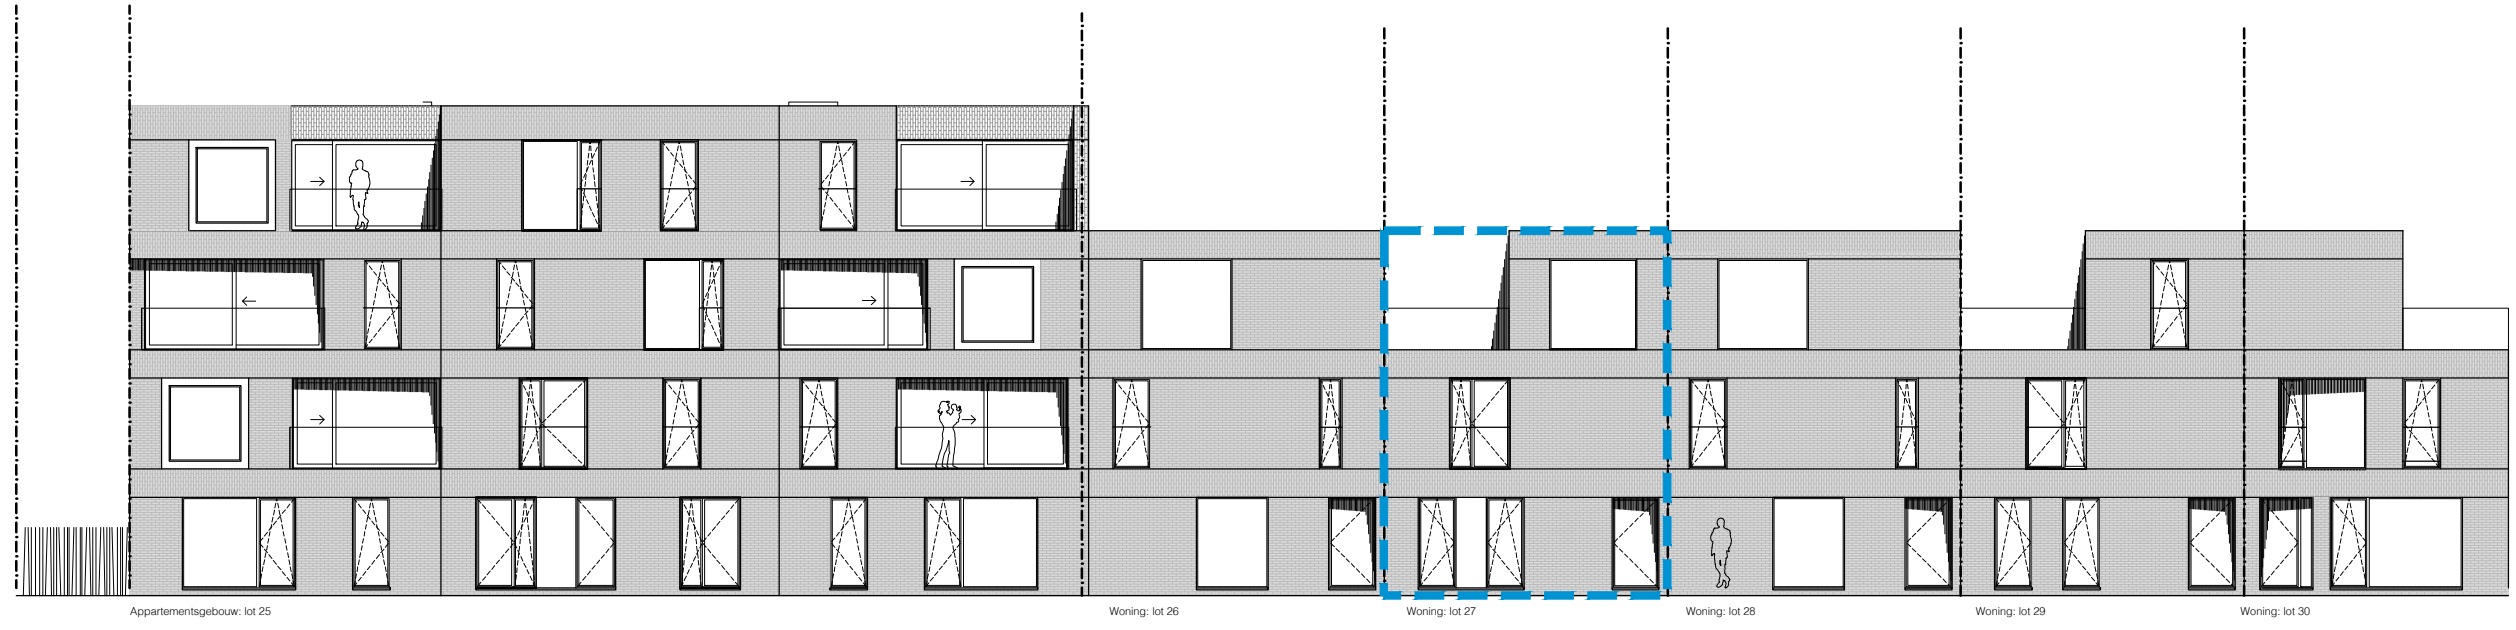 Appartementsgebouw: lot 25
Woning: lot 26
Woning: lot 27
Woning: lot 28
Woning: lot 29
Woning: lot 30